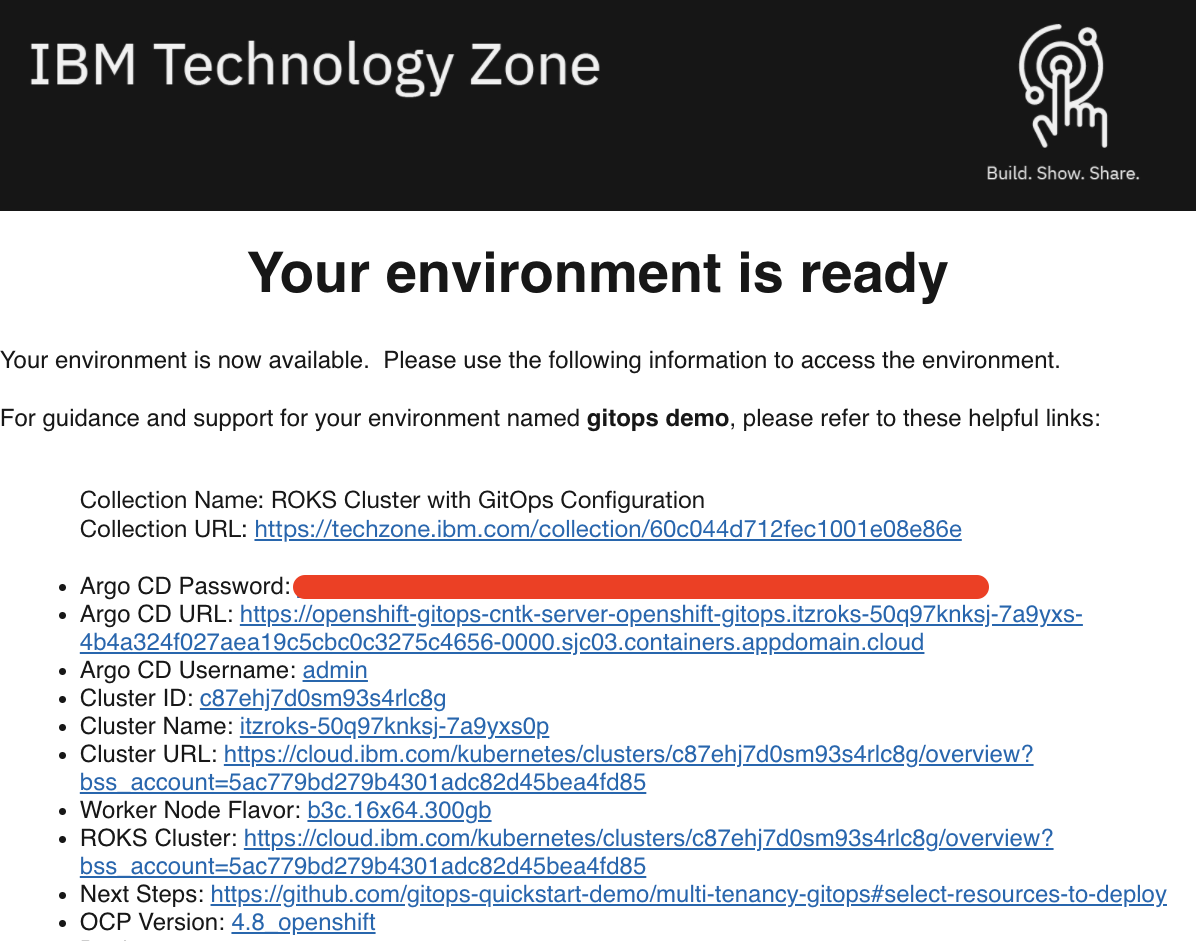 IBM Technology Zone
Build. Show. Share.
Your environment is ready
Your environment is now available.  Please use the following information to access the environment.
For guidance and support for your environment named gitops demo, please refer to these helpful links:
Collection Name: ROKS Cluster with GitOps Configuration
Collection URL: https://techzone.ibm.com/collection/60c044d712fec1001e08e86e
• Argo CD Password:
• Argo CD URL: https://openshift-gitops-cntk-server-openshift-gitops.itzroks-50q97knksj-7a9yxs-
4b4a324f027aea19c5cbc0c3275c4656-0000.sjc03.containers.appdomain.cloud
• Argo CD Username: admin
• Cluster ID: c87ehj7d0sm93s4rlc8g
• Cluster Name: itzroks-50q97knksj-7a9yxs0p
• Cluster URL: https://cloud.ibm.com/kubernetes/clusters/c87ehj7d0sm93s4rlc8g/overview?
bss_account=5ac779bd279b4301adc82d45bea4fd85
• Worker Node Flavor: b3c.16x64.300gb
• ROKS Cluster: https://cloud.ibm.com/kubernetes/clusters/c87ehj7d0sm93s4rlc8g/overview?
bss_account=5ac779bd279b4301adc82d45bea4fd85
• Next Steps: https://github.com/gitops-quickstart-demo/multi-tenancy-gitops#select-resources-to-deploy
• OCP Version: 4.8_openshift